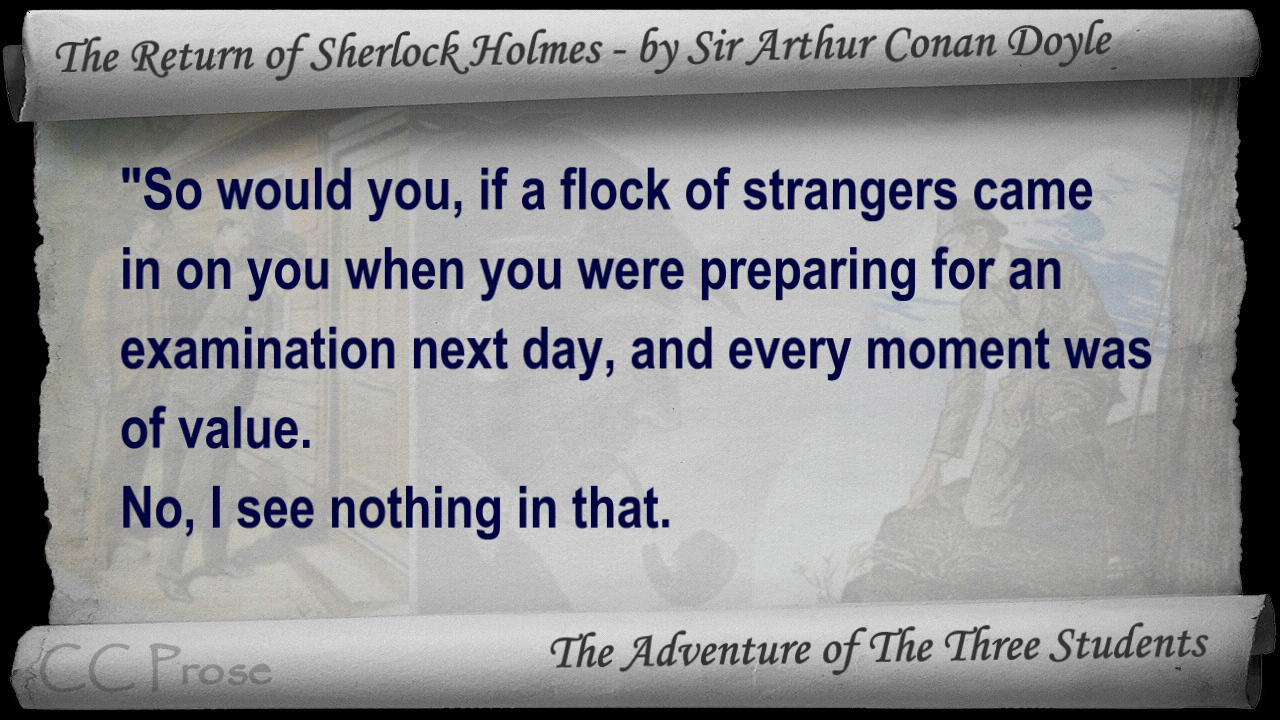 The Return of Sherlock Holmes - by Sir Arthur Conan Doyle
"So would you, if a flock of strangers came
in on you when you were preparing for an
examination next day, and every moment was
of value.
No, I see nothing in that.
CC Prose
The Adventure of The Three Students